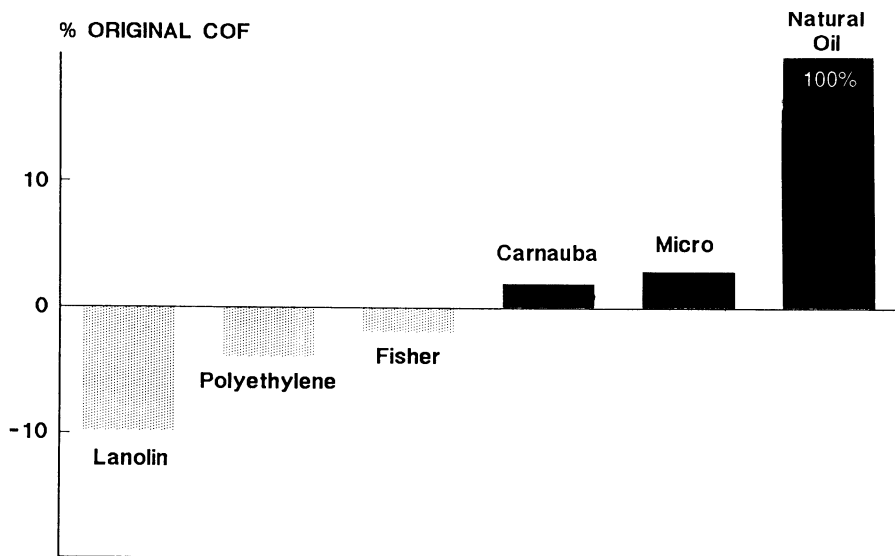 % ORIGINAL COF
Natural
Oil
100%
10
Carnauba
Micro
0
Fisher
Polyethylene
-10
Lanolin